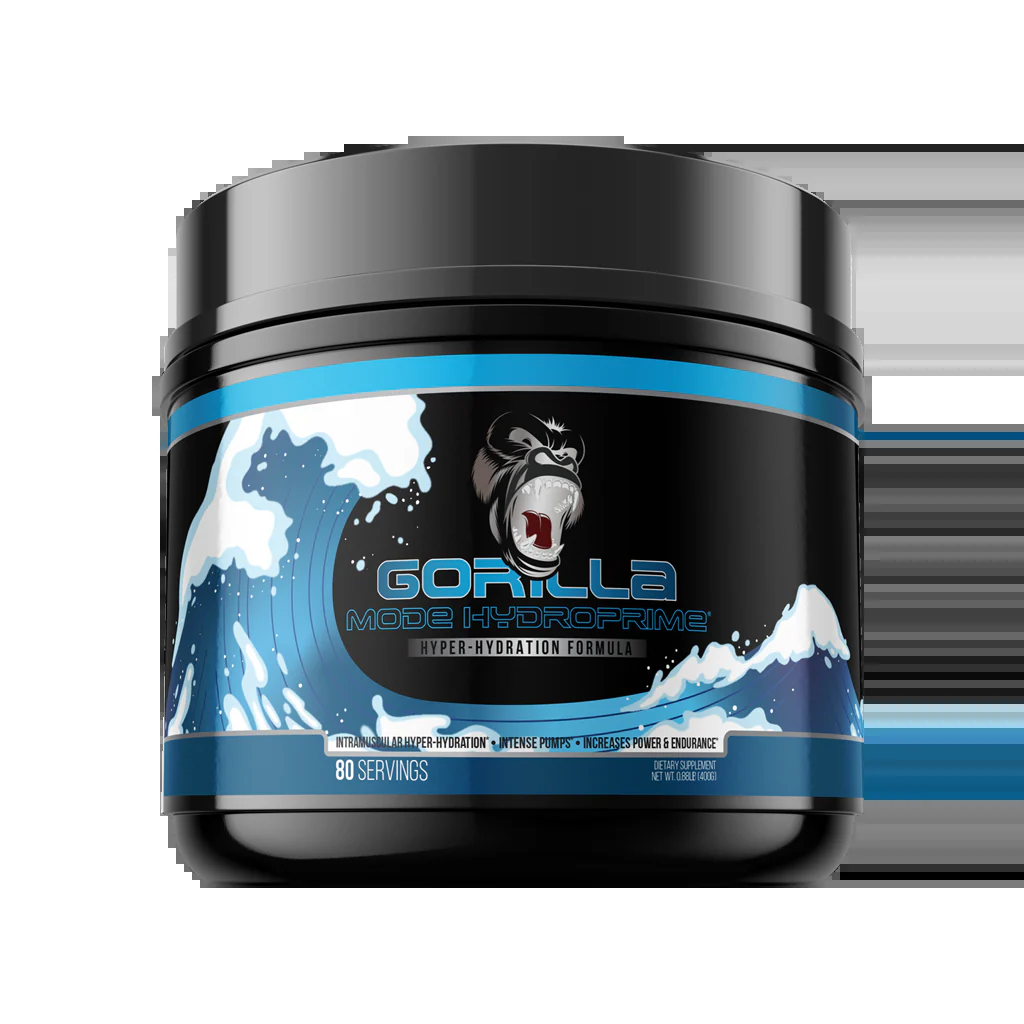 GORILLA
MODE HYDROPRIME®
HYPER-HYDRATION FORMULA
INTRAMUSCULAR HYPER-HYDRATION* • INTENSE PUMPS* • INCREASES POWER & ENDURANCE*
80 SERVINGS
DIETARY SUPPLEMENT
NET WT. 0.88LB (400G)